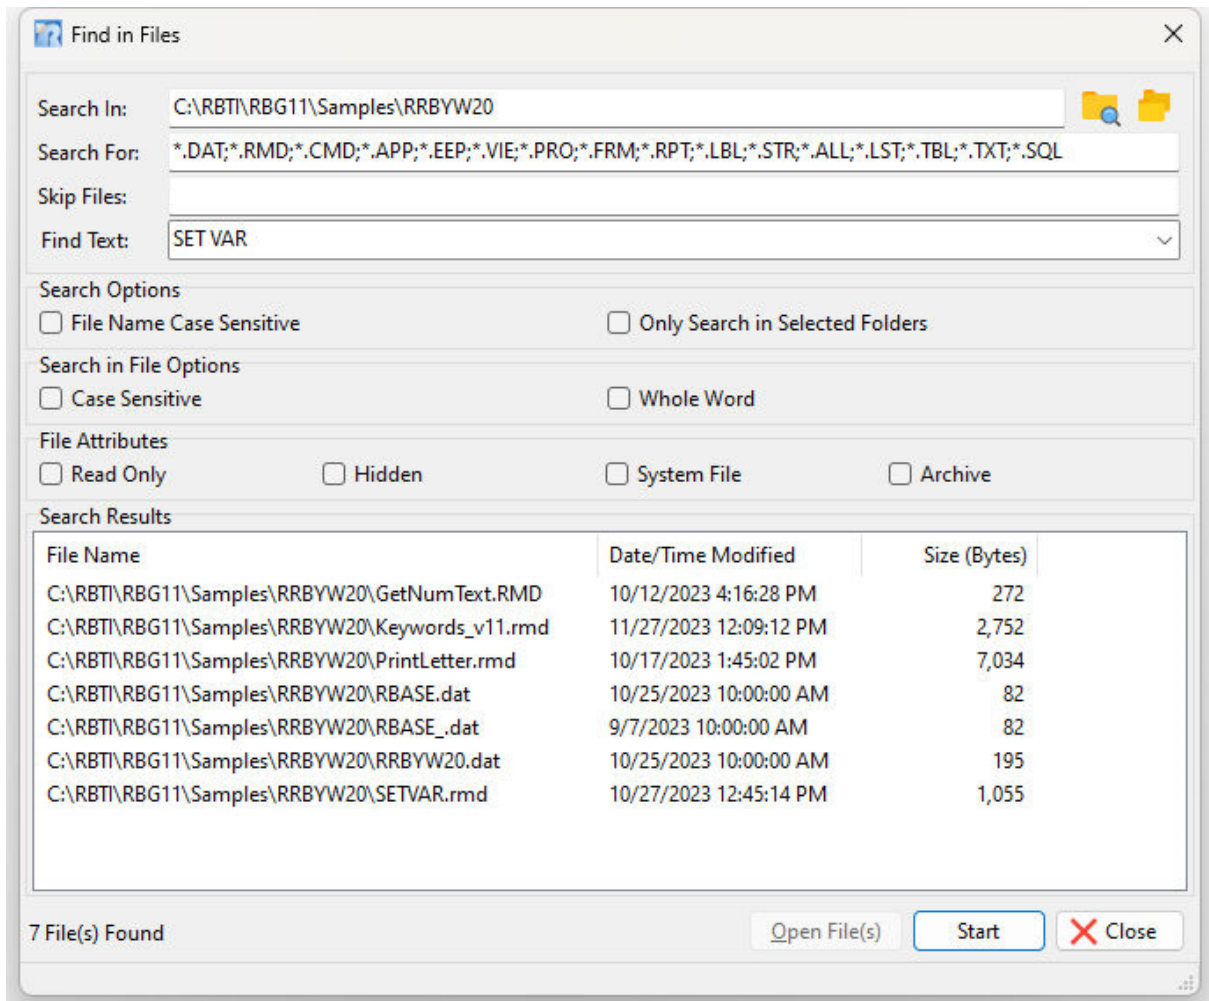 Find in Files
Search In: C:\RBTI\RBG11\Samples\RRBYW20
Search For: *.DAT;*.RMD;*.CMD;*.APP;*.EEP;*.VIE;*.PRO;*.FRM;*.RPT;*.LBL;*.STR;*.ALL;*.LST;*.TBL;*.TXT;*.SQL
Skip Files:
Find Text: SET VAR
Search Options
File Name Case Sensitive Only Search in Selected Folders
Search in File Options
Case Sensitive Whole Word
File Attributes
Read Only Hidden System File Archive
Search Results
File Name Date/Time Modified Size (Bytes)
C:\RBTI\RBG11\Samples\RRBYW20\GetNumText.RMD 10/12/2023 4:16:28 PM 272
C:\RBTI\RBG11\Samples\RRBYW20\Keywords_v11.rmd 11/27/2023 12:09:12 PM 2,752
C:\RBTI\RBG11\Samples\RRBYW20\PrintLetter.rmd 10/17/2023 1:45:02 PM 7,034
C:\RBTI\RBG11\Samples\RRBYW20\RBASE.dat 10/25/2023 10:00:00 AM 82
C:\RBTI\RBG11\Samples\RRBYW20\RBASE_.dat 9/7/2023 10:00:00 AM 82
C:\RBTI\RBG11\Samples\RRBYW20\RRBYW20.dat 10/25/2023 10:00:00 AM 195
C:\RBTI\RBG11\Samples\RRBYW20\SETVAR.rmd 10/27/2023 12:45:14 PM 1,055
7 File(s) Found Open File(s) Start Close